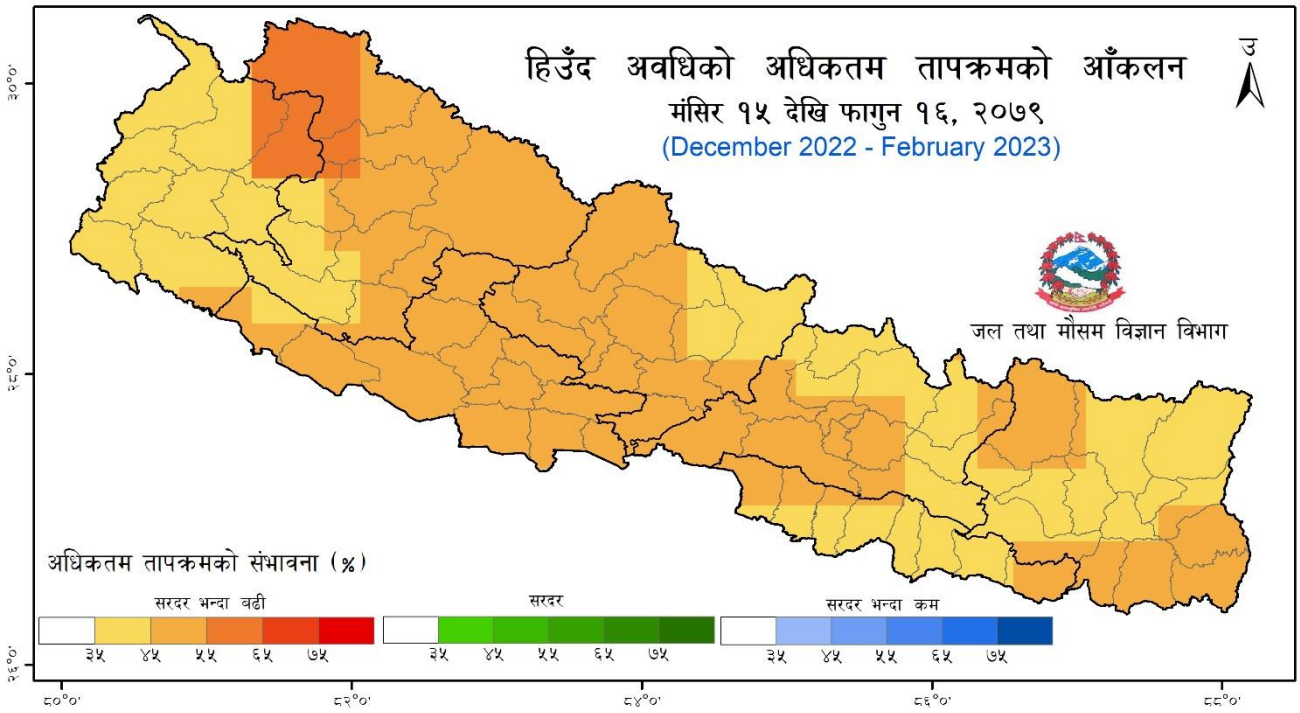 हिउँद अवधिको अधिकतम तापक्रमको आँकलन
मंसिर १५ देखि फागुन १६, २०७९
(December 2022 - February 2023)
उ
जल तथा मौसम विज्ञान विभाग
३०°०'
२८°०'
२६°०'
अधिकतम तापक्रमको संभावना (%)
सरदर भन्दा बढी
३५ ४५ ५५ ६५ ७५
सरदर
३५ ४५ ५५ ६५ ७५
सरदर भन्दा कम
३५ ४५ ५५ ६५ ७५
८०°०' ८२°०' ८४°०' ८६°०' ८८°०'